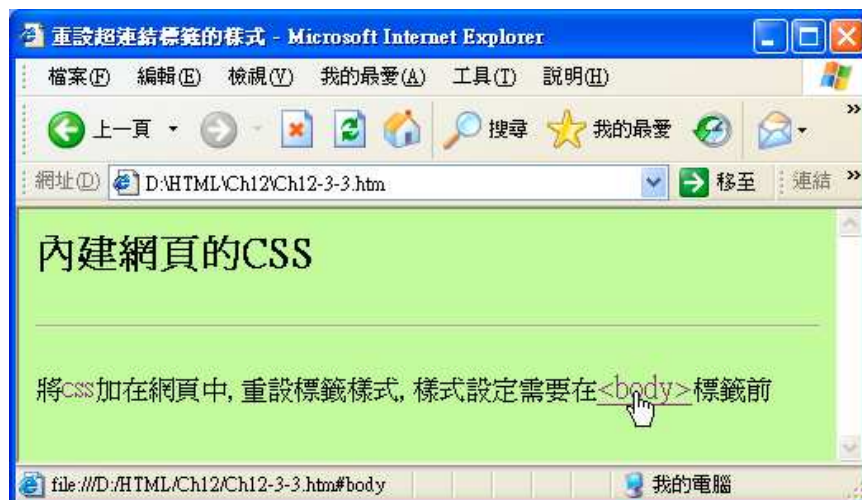 重設超連結標籤的樣式 - Microsoft Internet Explorer
檔案(F) 編輯(E) 檢視(V) 我的最愛(A) 工具(T) 說明(H)
上一頁 搜尋 我的最愛 »
網址(D) D:\HTML\Ch12\Ch12-3-3.htm 移至 連結 »
內建網頁的CSS
將CSS加在網頁中, 重設標籤樣式, 樣式設定需要在<body>標籤前
file:///D:/HTML/Ch12/Ch12-3-3.htm#body 我的電腦